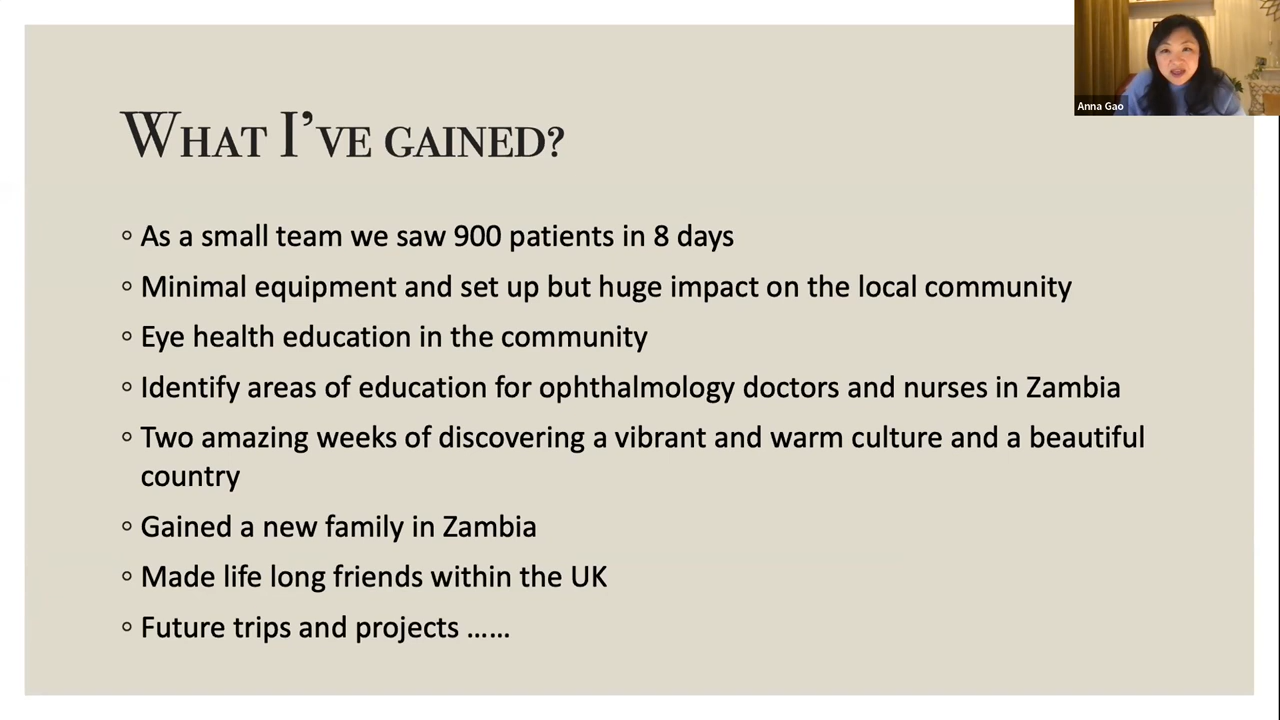 Anna Gao
WHAT I'VE GAINED?
◦ As a small team we saw 900 patients in 8 days
◦ Minimal equipment and set up but huge impact on the local community
◦ Eye health education in the community
◦ Identify areas of education for ophthalmology doctors and nurses in Zambia
◦ Two amazing weeks of discovering a vibrant and warm culture and a beautiful
country
◦ Gained a new family in Zambia
◦ Made life long friends within the UK
◦ Future trips and projects ……